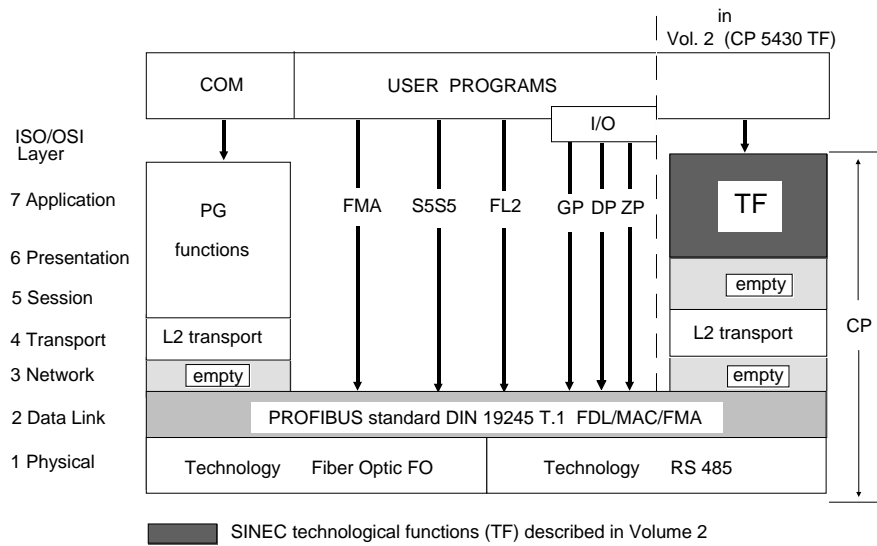 in
Vol. 2 (CP 5430 TF)
COM
USER PROGRAMS
I/O
ISO/OSI
Layer
7 Application
PG
functions
FMA
S5S5
FL2
GP
DP
ZP
TF
6 Presentation
5 Session
empty
4 Transport
L2 transport
L2 transport
CP
3 Network
empty
empty
2 Data Link
PROFIBUS standard DIN 19245 T.1 FDL/MAC/FMA
1 Physical
Technology Fiber Optic FO
Technology RS 485
SINEC technological functions (TF) described in Volume 2